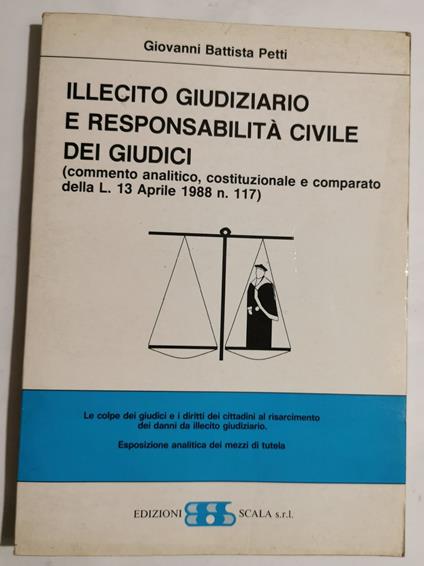 Giovanni Battista Petti
ILLECITO GIUDIZIARIO
E RESPONSABILITÀ CIVILE
DEI GIUDICI
(commento analitico, costituzionale e comparato
della L. 13 Aprile 1988 n. 117)
Le colpe dei giudici e i diritti dei cittadini al risarcimento
dei danni da illecito giudiziario.
Esposizione analitica dei mezzi di tutela
EDIZIONI SCALA s.r.l.